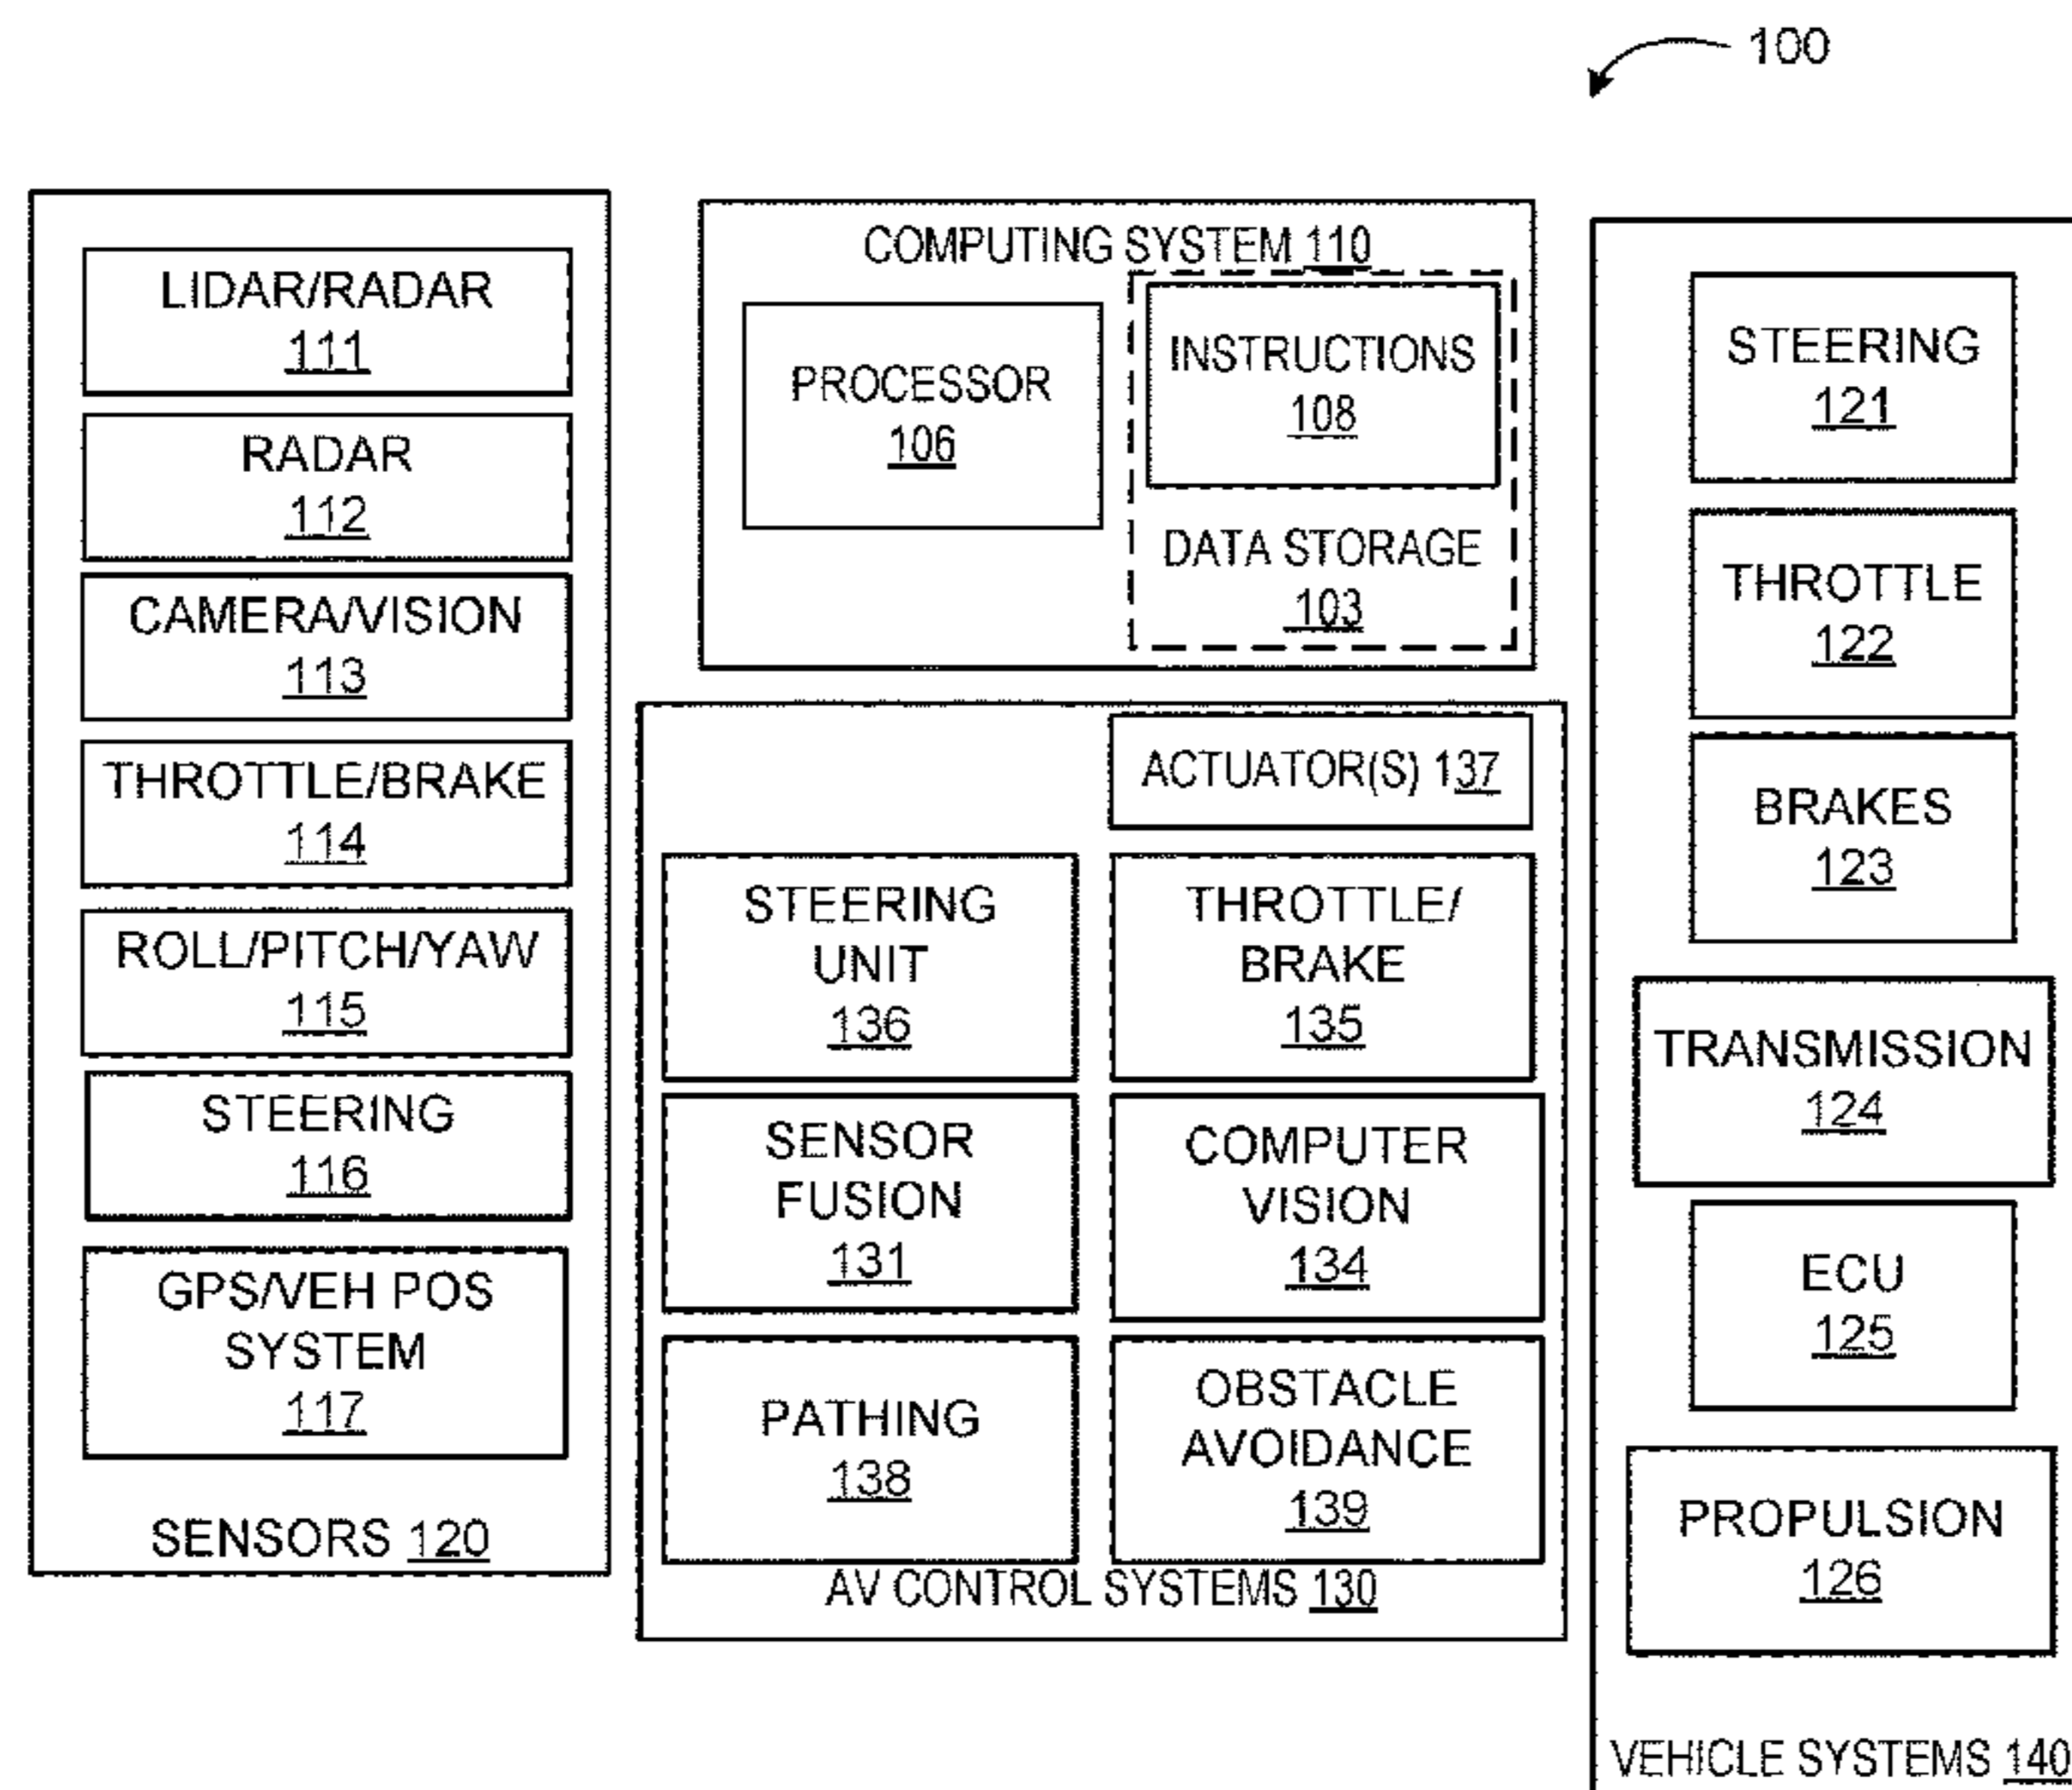 100
LIDAR/RADAR
111
RADAR
112
CAMERA/VISION
113
THROTTLE/BRAKE
114
ROLL/PITCH/YAW
115
STEERING
116
GPS/VEH POS
SYSTEM
117
SENSORS 120
COMPUTING SYSTEM 110
PROCESSOR
106
INSTRUCTIONS
108
DATA STORAGE
103
ACTUATOR(S) 137
STEERING
UNIT
136
THROTTLE/
BRAKE
135
SENSOR
FUSION
131
COMPUTER
VISION
134
PATHING
138
OBSTACLE
AVOIDANCE
139
AV CONTROL SYSTEMS 130
STEERING
121
THROTTLE
122
BRAKES
123
TRANSMISSION
124
ECU
125
PROPULSION
126
VEHICLE SYSTEMS 140